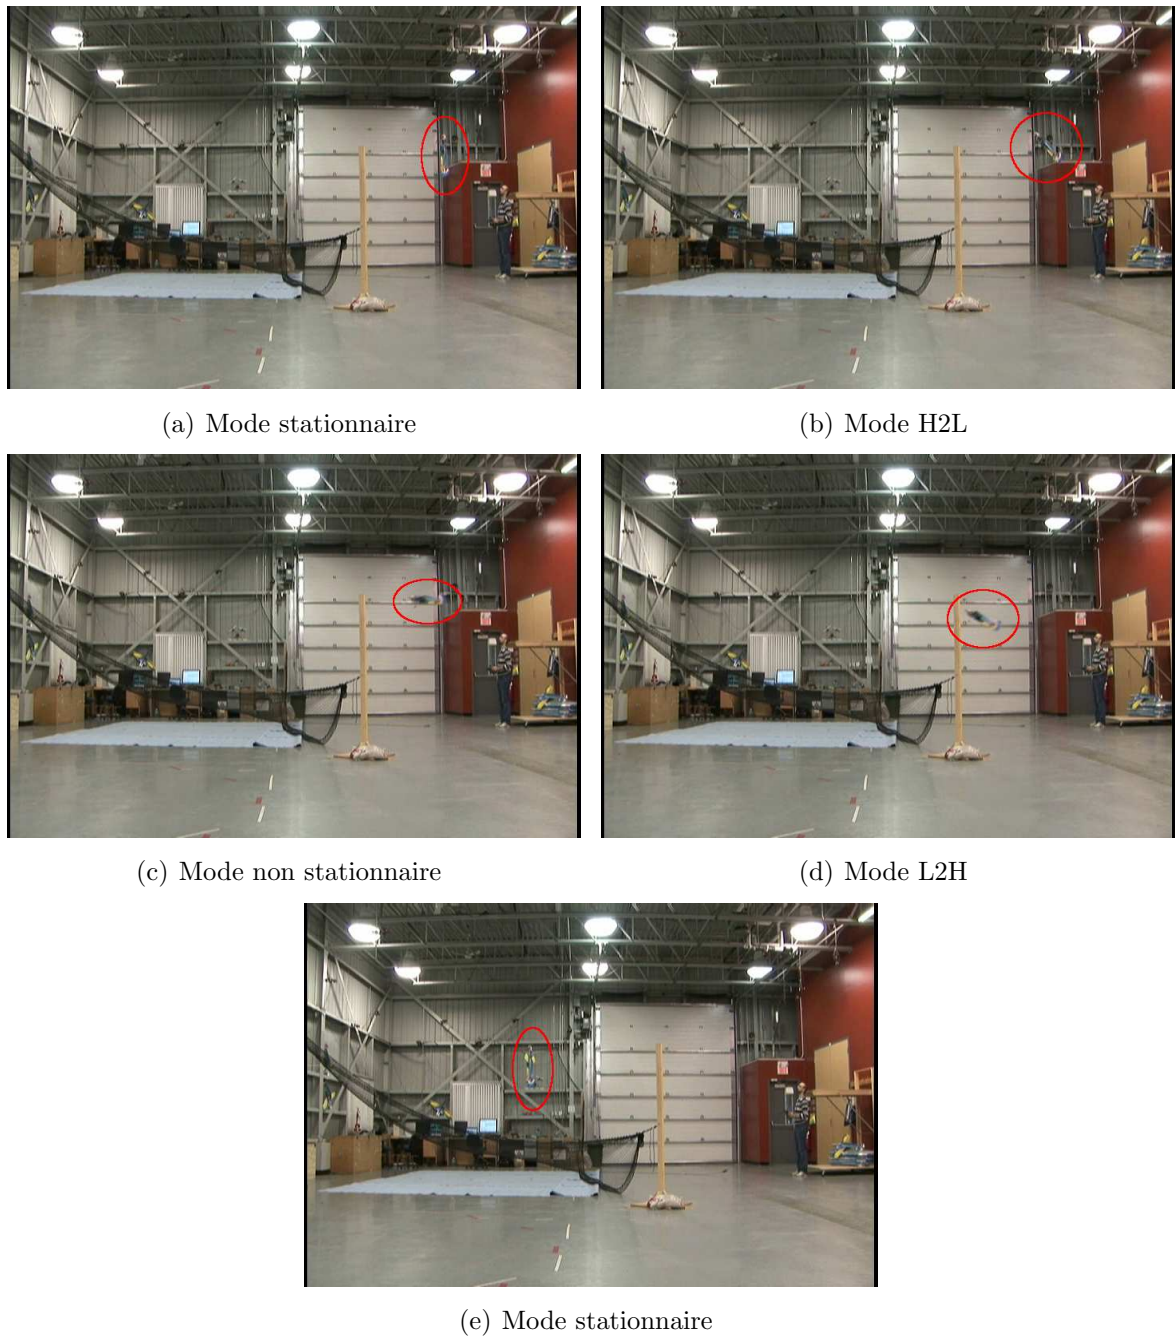 (a) Mode stationnaire
(b) Mode H2L
(c) Mode non stationnaire
(d) Mode L2H
(e) Mode stationnaire